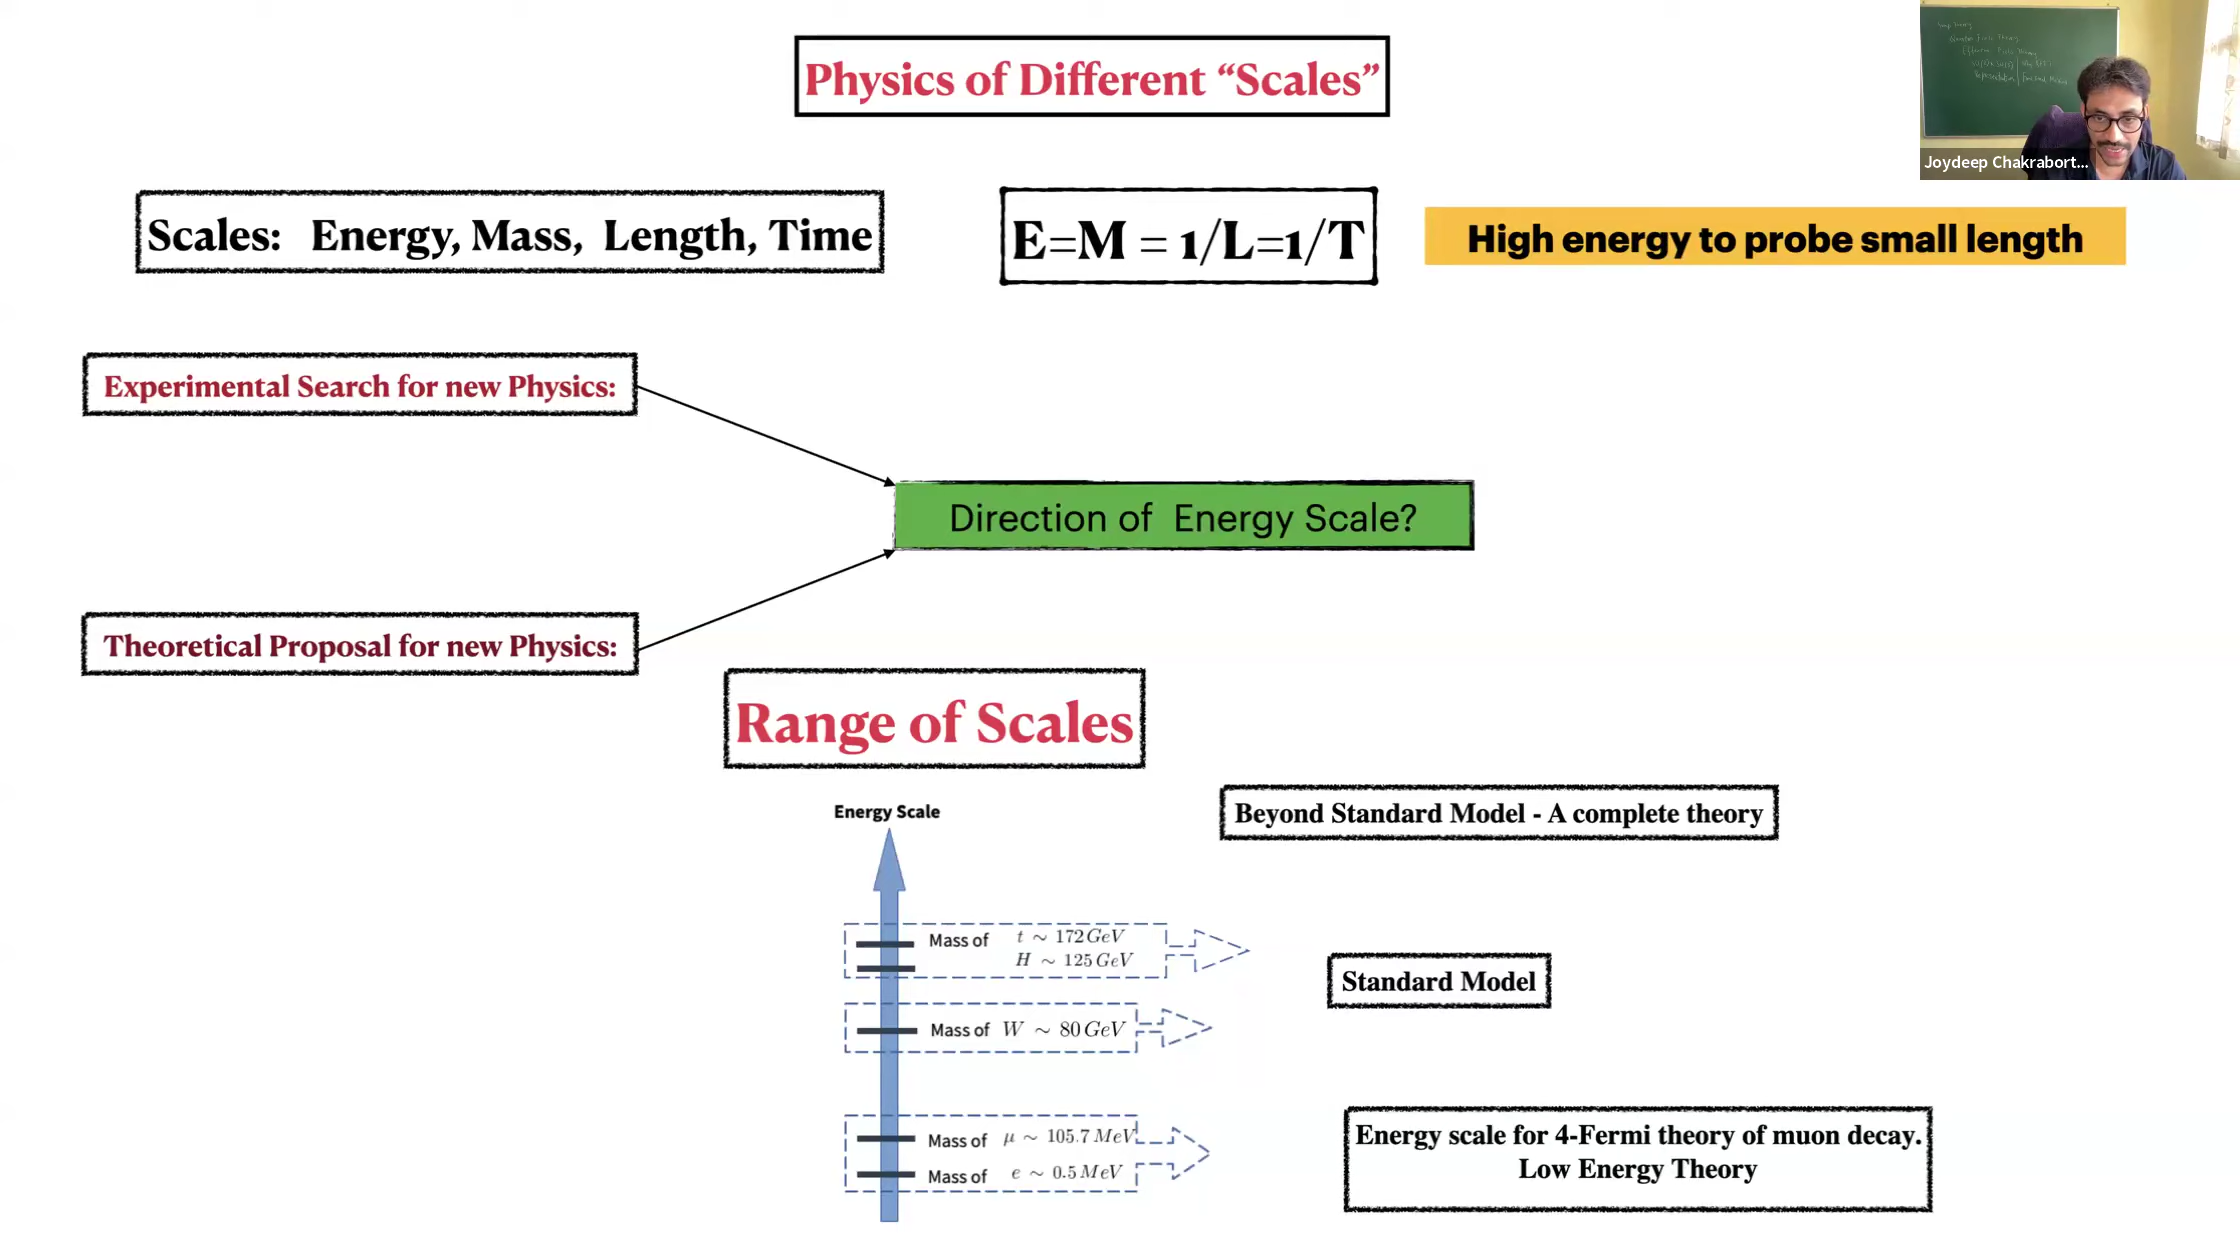 Physics of Different “Scales”
Joydeep Chakrabort...
Scales: Energy, Mass, Length, Time
E=M = 1/L=1/T
High energy to probe small length
Experimental Search for new Physics:
Direction of Energy Scale?
Theoretical Proposal for new Physics:
Range of Scales
Energy Scale
Beyond Standard Model - A complete theory
Mass of t ∼ 172 GeV
H ∼ 125 GeV
Standard Model
Mass of W ∼ 80 GeV
Energy scale for 4-Fermi theory of muon decay.
Low Energy Theory
Mass of μ ∼ 105.7 MeV
Mass of e ∼ 0.5 MeV